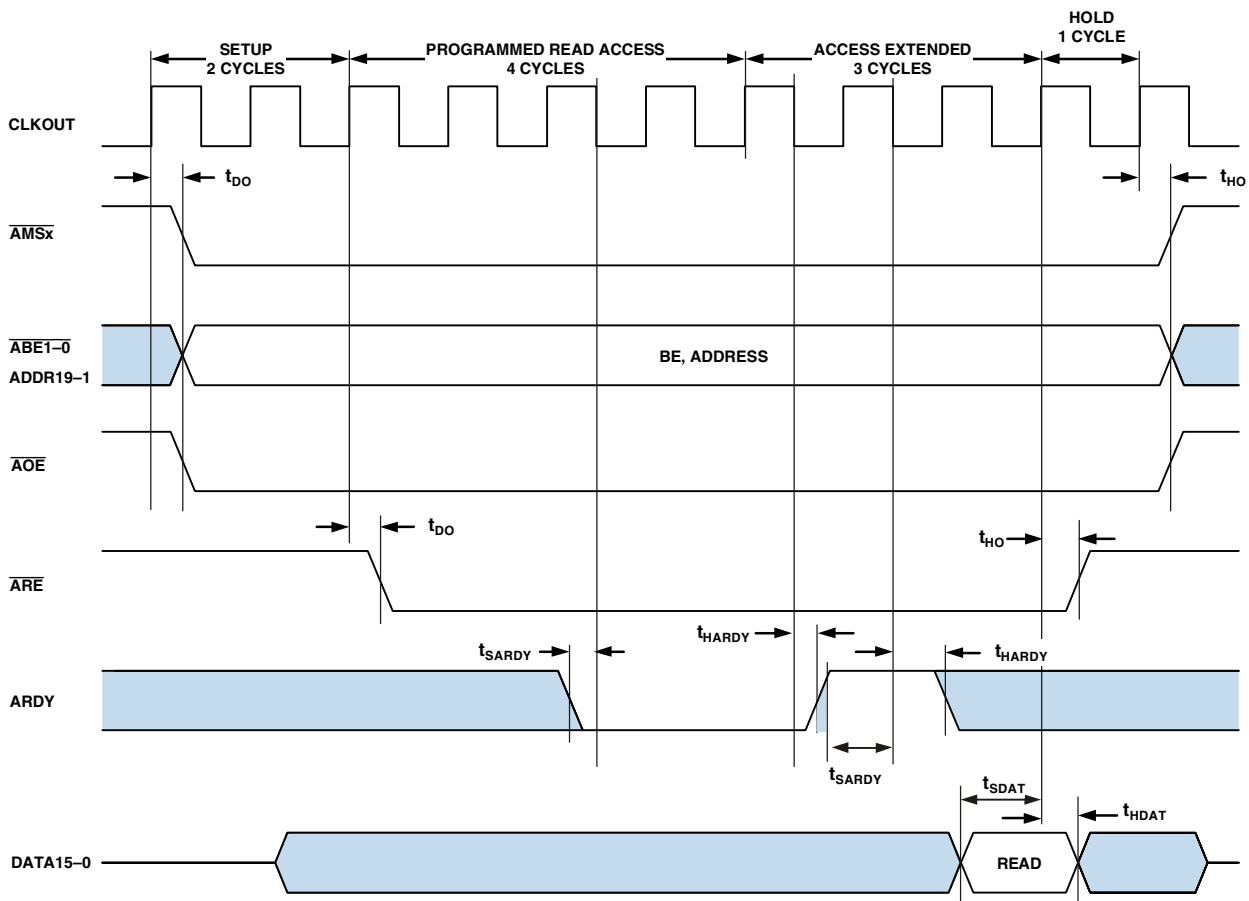 HOLD
1 CYCLE
SETUP
2 CYCLES
PROGRAMMED READ ACCESS
4 CYCLES
ACCESS EXTENDED
3 CYCLES
CLKOUT
tDO
tHO
AMSx
ABE1–0
ADDR19–1
BE, ADDRESS
AOE
tDO
tHO
ARE
tSARDY
tHARDY
tHARDY
ARDY
tSARDY
tSDAT
tHDAT
DATA15–0
READ